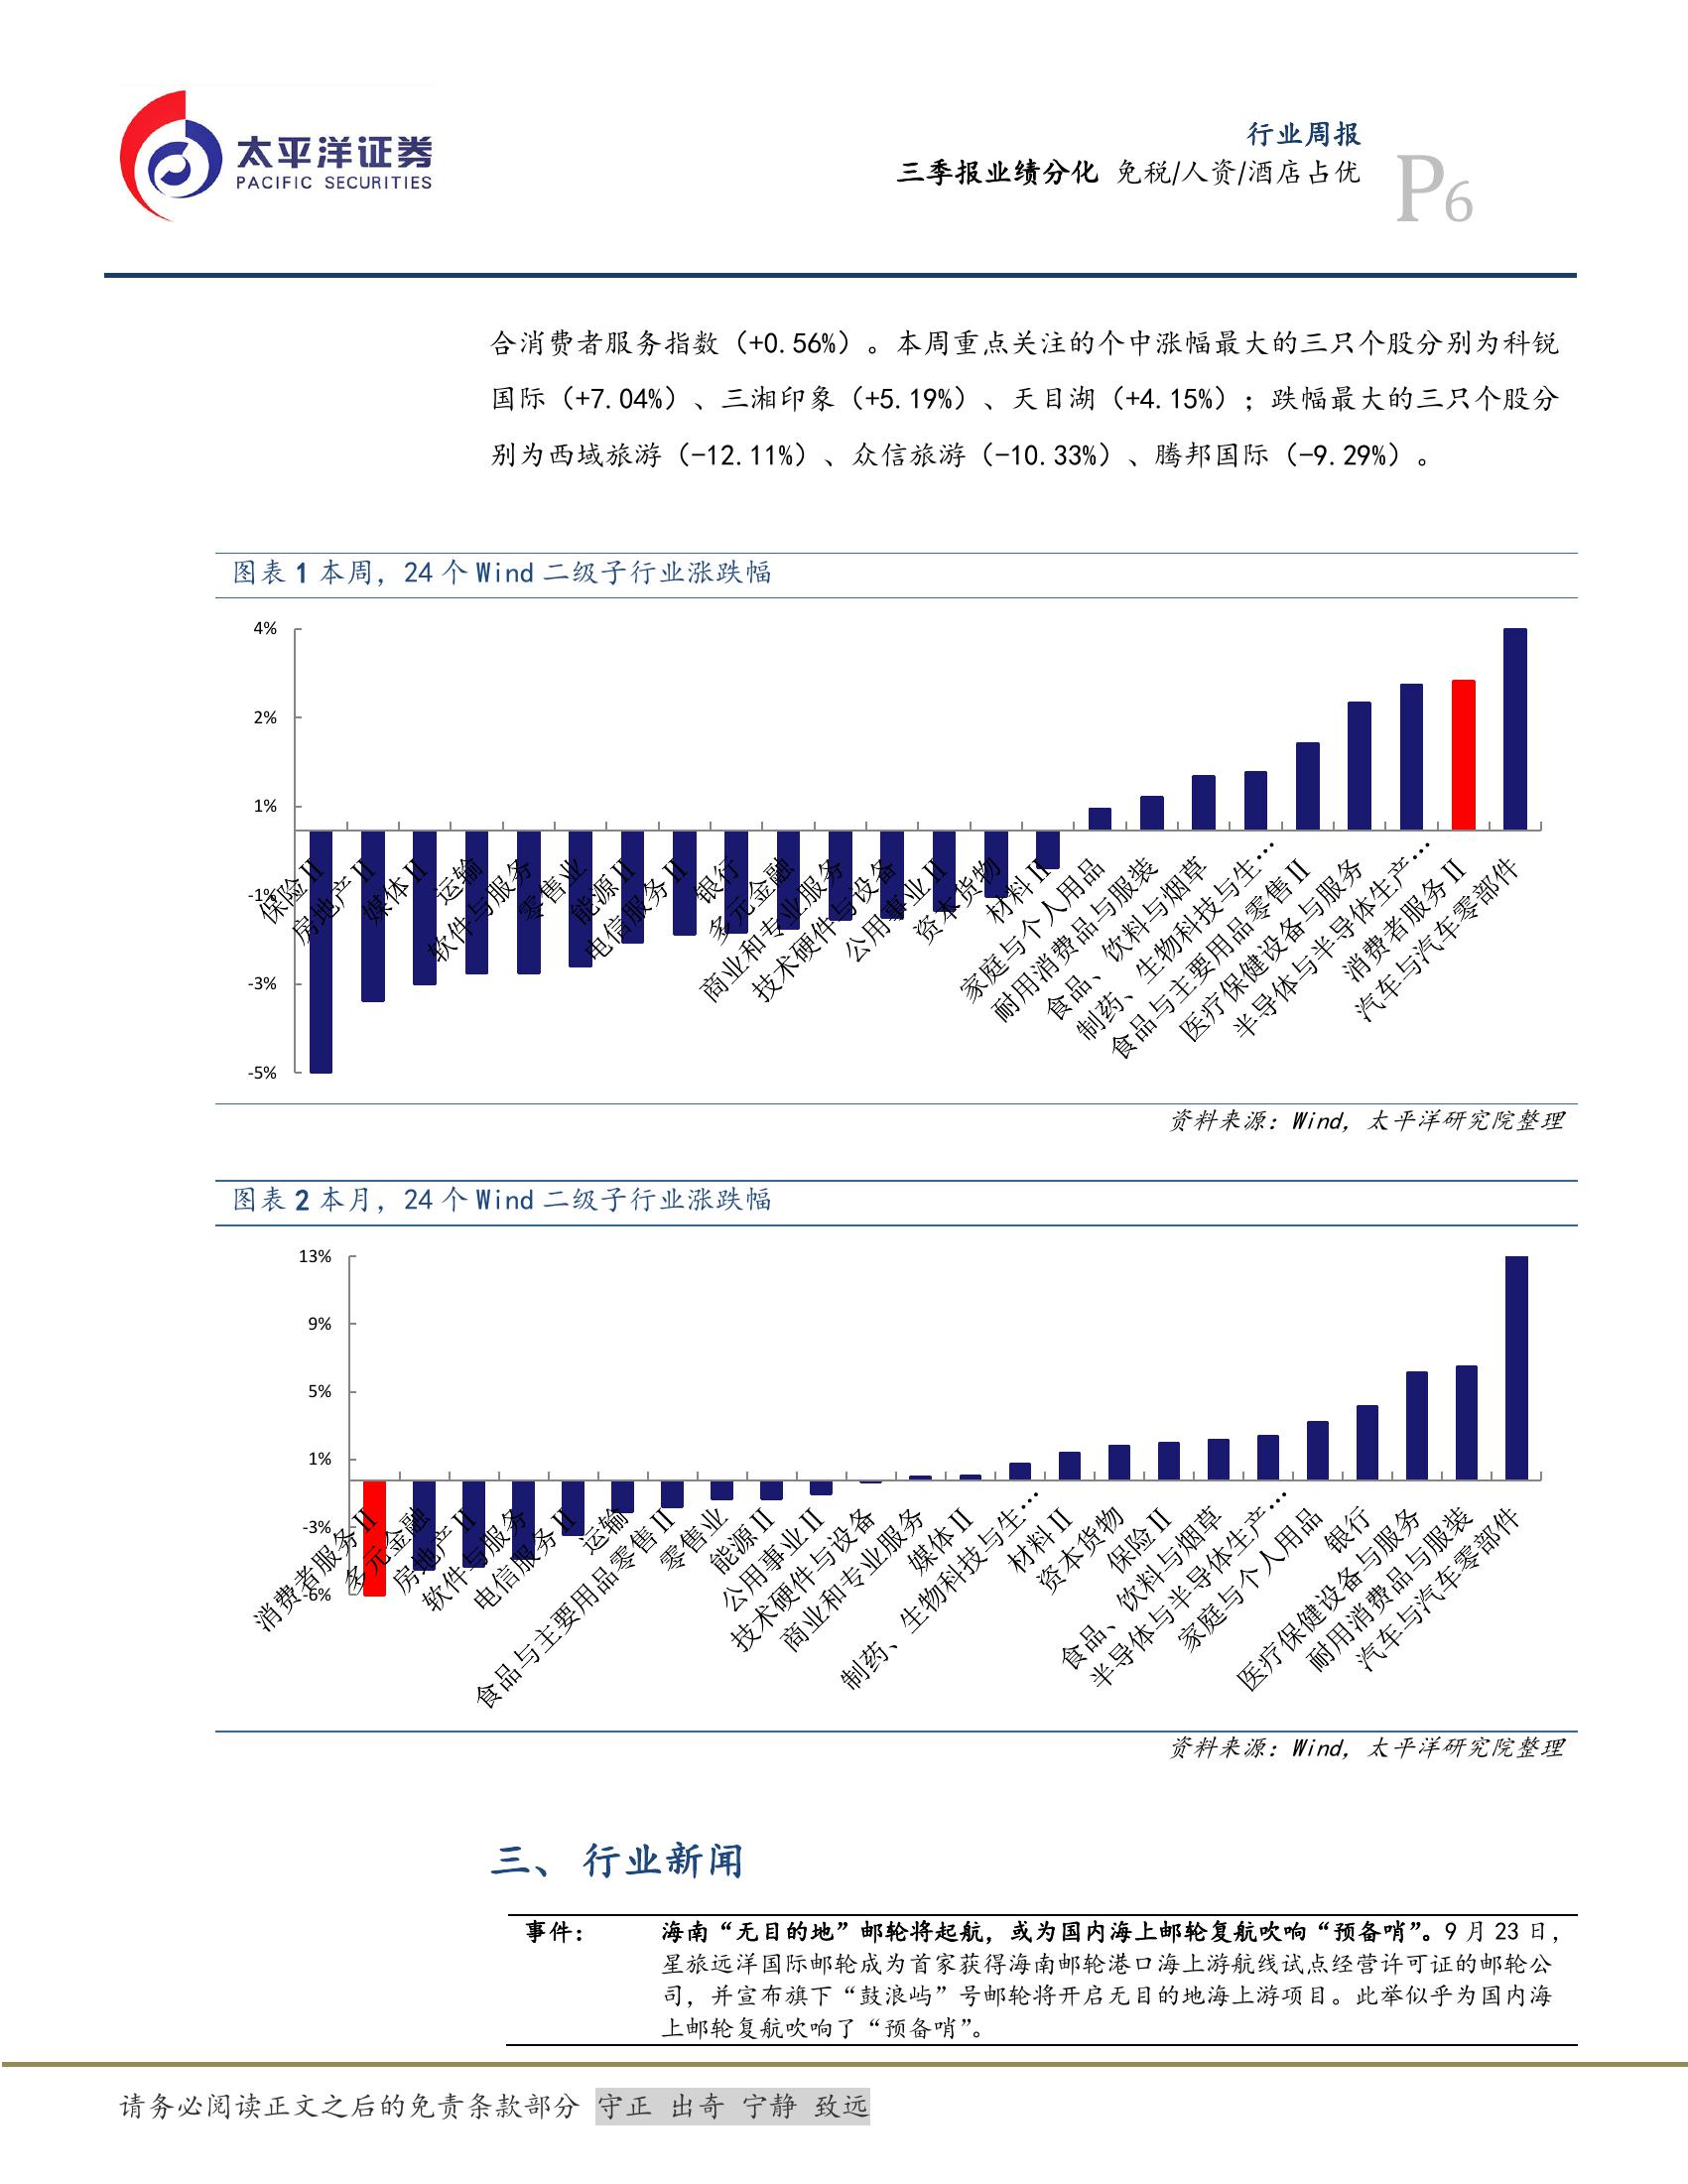 太平洋证券
PACIFIC SECURITIES
行业周报
三季报业绩分化 免税/人资/酒店占优
P6
合消费者服务指数（+0.56%）。本周重点关注的个中涨幅最大的三只个股分别为科锐
国际（+7.04%）、三湘印象（+5.19%）、天目湖（+4.15%）；跌幅最大的三只个股分
别为西域旅游（-12.11%）、众信旅游（-10.33%）、腾邦国际（-9.29%）。
图表 1 本周，24 个 Wind 二级子行业涨跌幅
4%
2%
1%
-1%
-3%
-5%
保险Ⅱ
房地产Ⅱ
媒体Ⅱ
运输
软件与服务
零售业
能源Ⅱ
电信服务Ⅱ
银行
多元金融
商业和专业服务
技术硬件与设备
公用事业Ⅱ
资本货物
材料Ⅱ
家庭与个人用品
耐用消费品与服装
食品、饮料与烟草
制药、生物科技与生…
食品与主要用品零售Ⅱ
医疗保健设备与服务
半导体与半导体生产…
消费者服务Ⅱ
汽车与汽车零部件
资料来源：Wind，太平洋研究院整理
图表 2 本月，24 个 Wind 二级子行业涨跌幅
13%
9%
5%
1%
-3%
-6%
消费者服务Ⅱ
多元金融
房地产Ⅱ
软件与服务
电信服务Ⅱ
运输
食品与主要用品零售Ⅱ
零售业
能源Ⅱ
公用事业Ⅱ
技术硬件与设备
商业和专业服务
媒体Ⅱ
制药、生物科技与生…
材料Ⅱ
资本货物
保险Ⅱ
食品、饮料与烟草
半导体与半导体生产…
家庭与个人用品
银行
医疗保健设备与服务
耐用消费品与服装
汽车与汽车零部件
资料来源：Wind，太平洋研究院整理
三、 行业新闻
事件： 海南“无目的地”邮轮将起航，或为国内海上邮轮复航吹响“预备哨”。9 月 23 日，
星旅远洋国际邮轮成为首家获得海南邮轮港口海上游航线试点经营许可证的邮轮公
司，并宣布旗下“鼓浪屿”号邮轮将开启无目的地海上游项目。此举似乎为国内海
上邮轮复航吹响了“预备哨”。
请务必阅读正文之后的免责条款部分 守正 出奇 宁静 致远